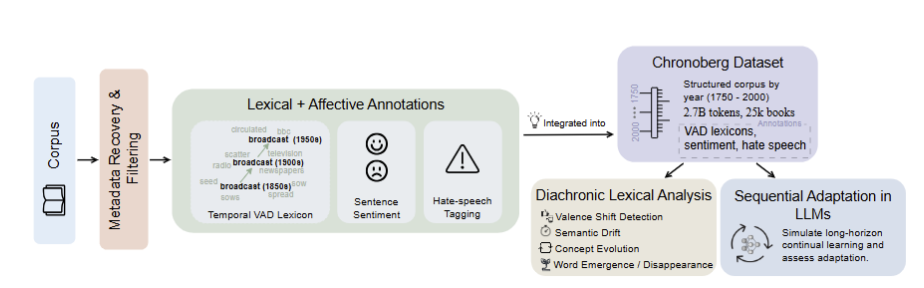 Corpus
Metadata Recovery &
Filtering
Lexical + Affective Annotations
circulated
bbc
broadcast (1550s)
scatter
television
radio
broadcast (1500s)
newspapers
seed
broadcast (1850s)
sow
sows
spread
Temporal VAD Lexicon
Sentence
Sentiment
Hate-speech
Tagging
Integrated into
Chronoberg Dataset
2000 ••• 1750
Structured corpus by
year (1750 - 2000)
2.7B tokens, 25k books
Annotations
VAD lexicons,
sentiment, hate speech
Diachronic Lexical Analysis
Valence Shift Detection
Semantic Drift
Concept Evolution
Word Emergence / Disappearance
Sequential Adaptation in
LLMs
Simulate long-horizon
continual learning and
assess adaptation.